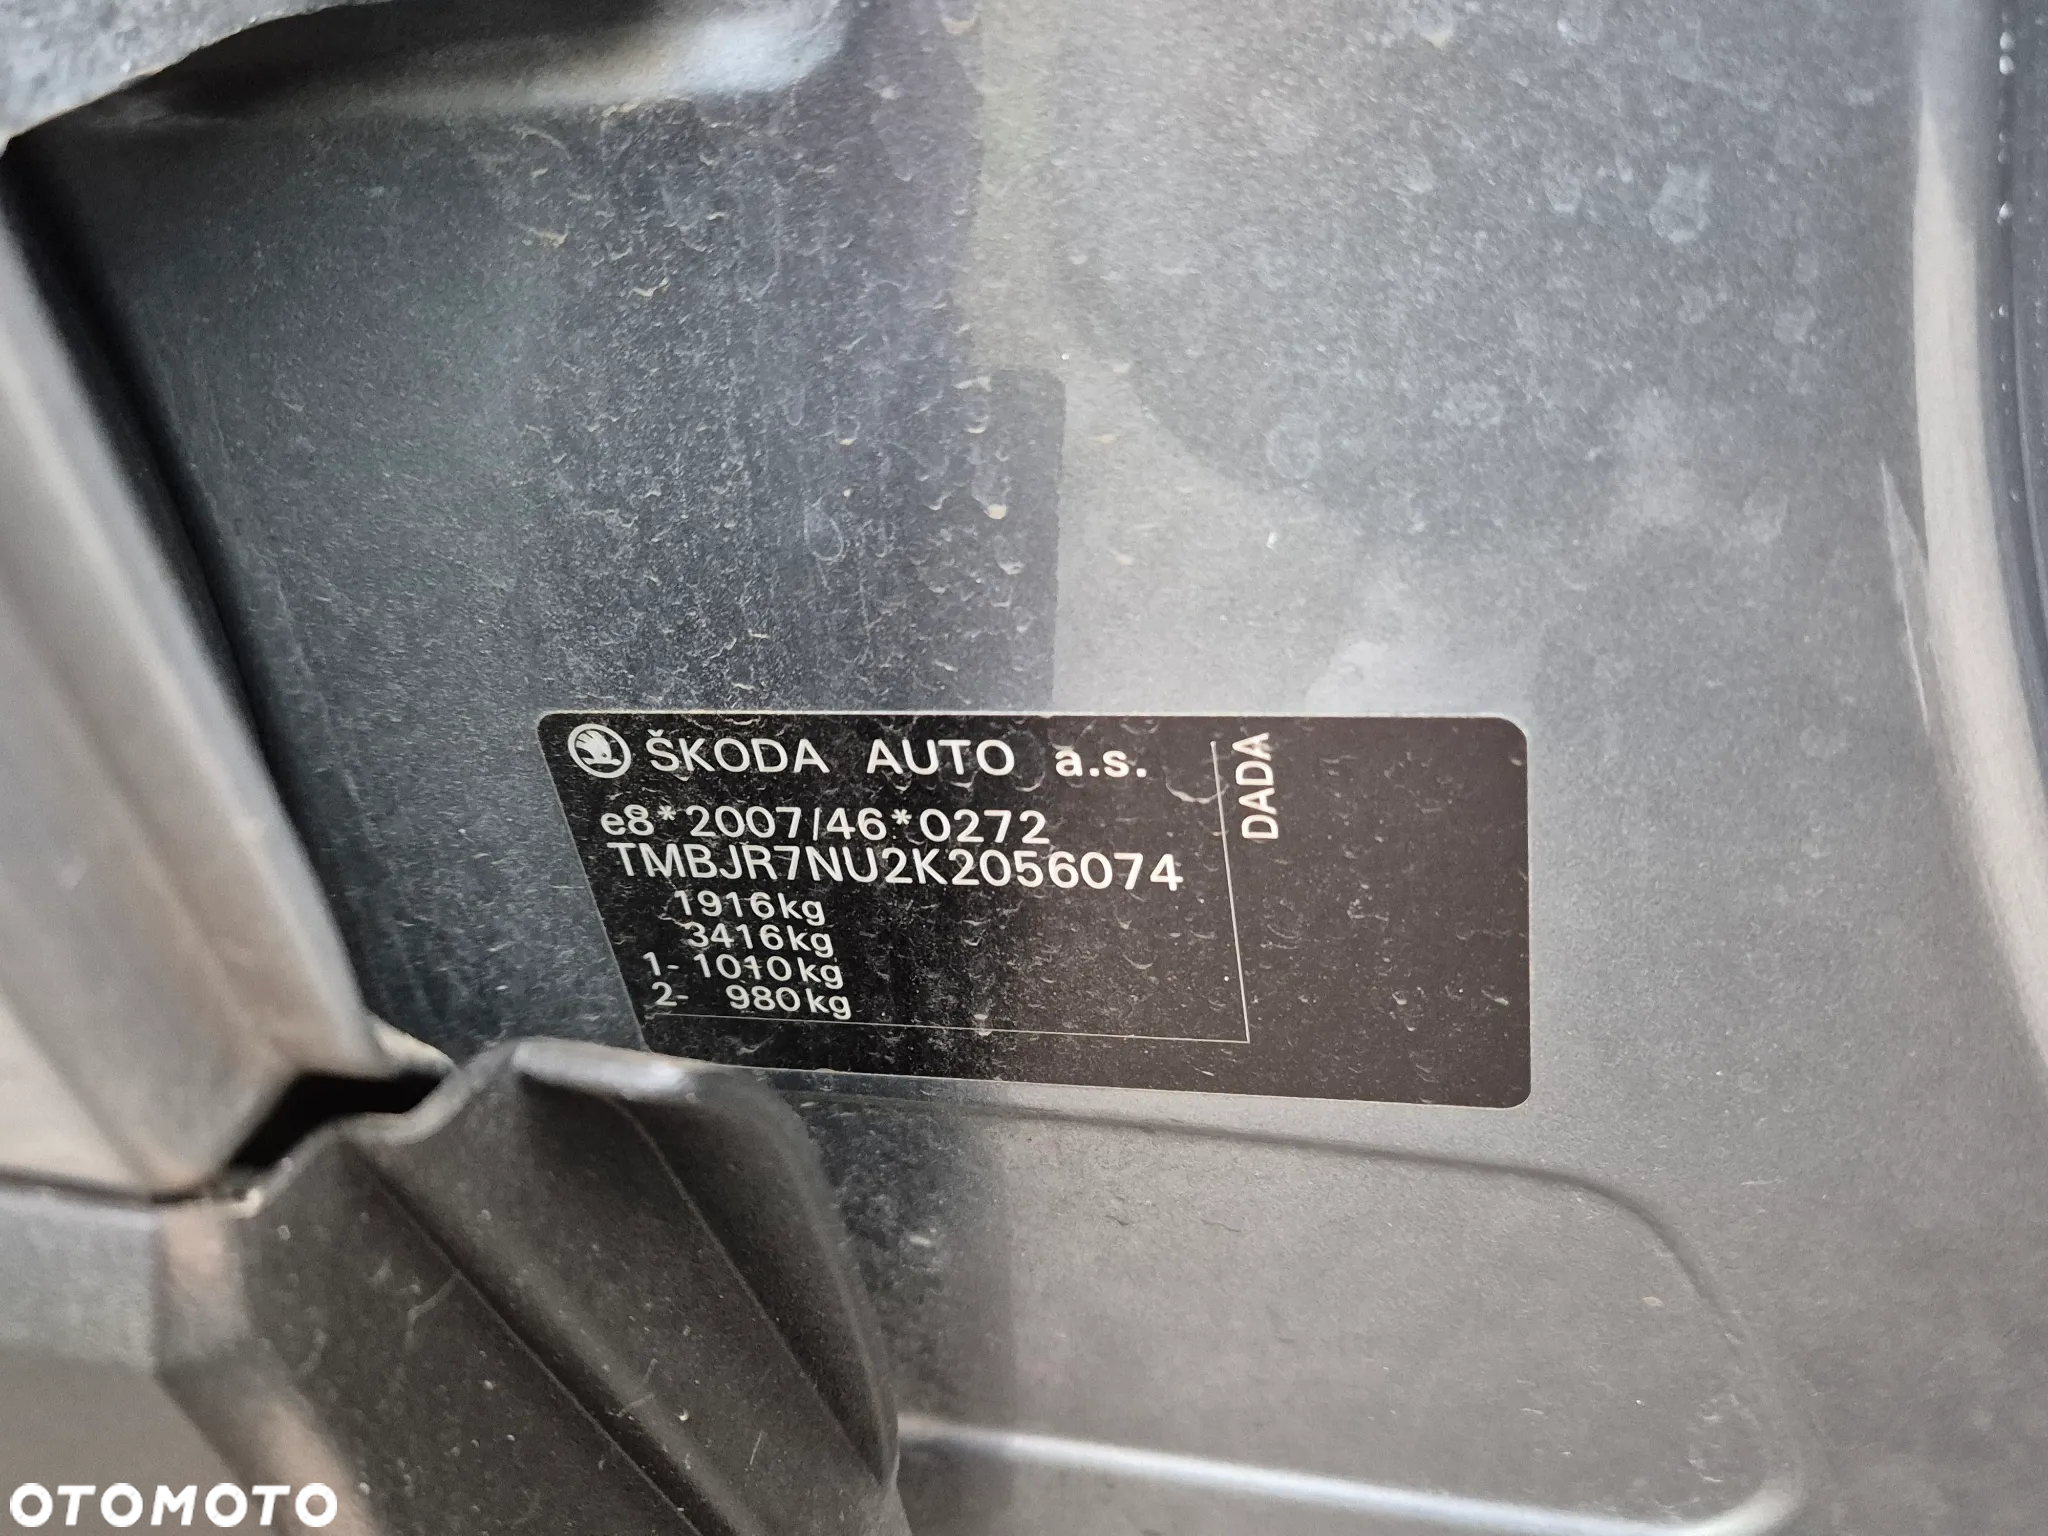 ŠKODA AUTO a.s.
e8*2007/46*0272
TMBJR7NU2K2056074
1916kg
3416kg
1- 1010kg
2- 980kg
DADA
OTOMOTO